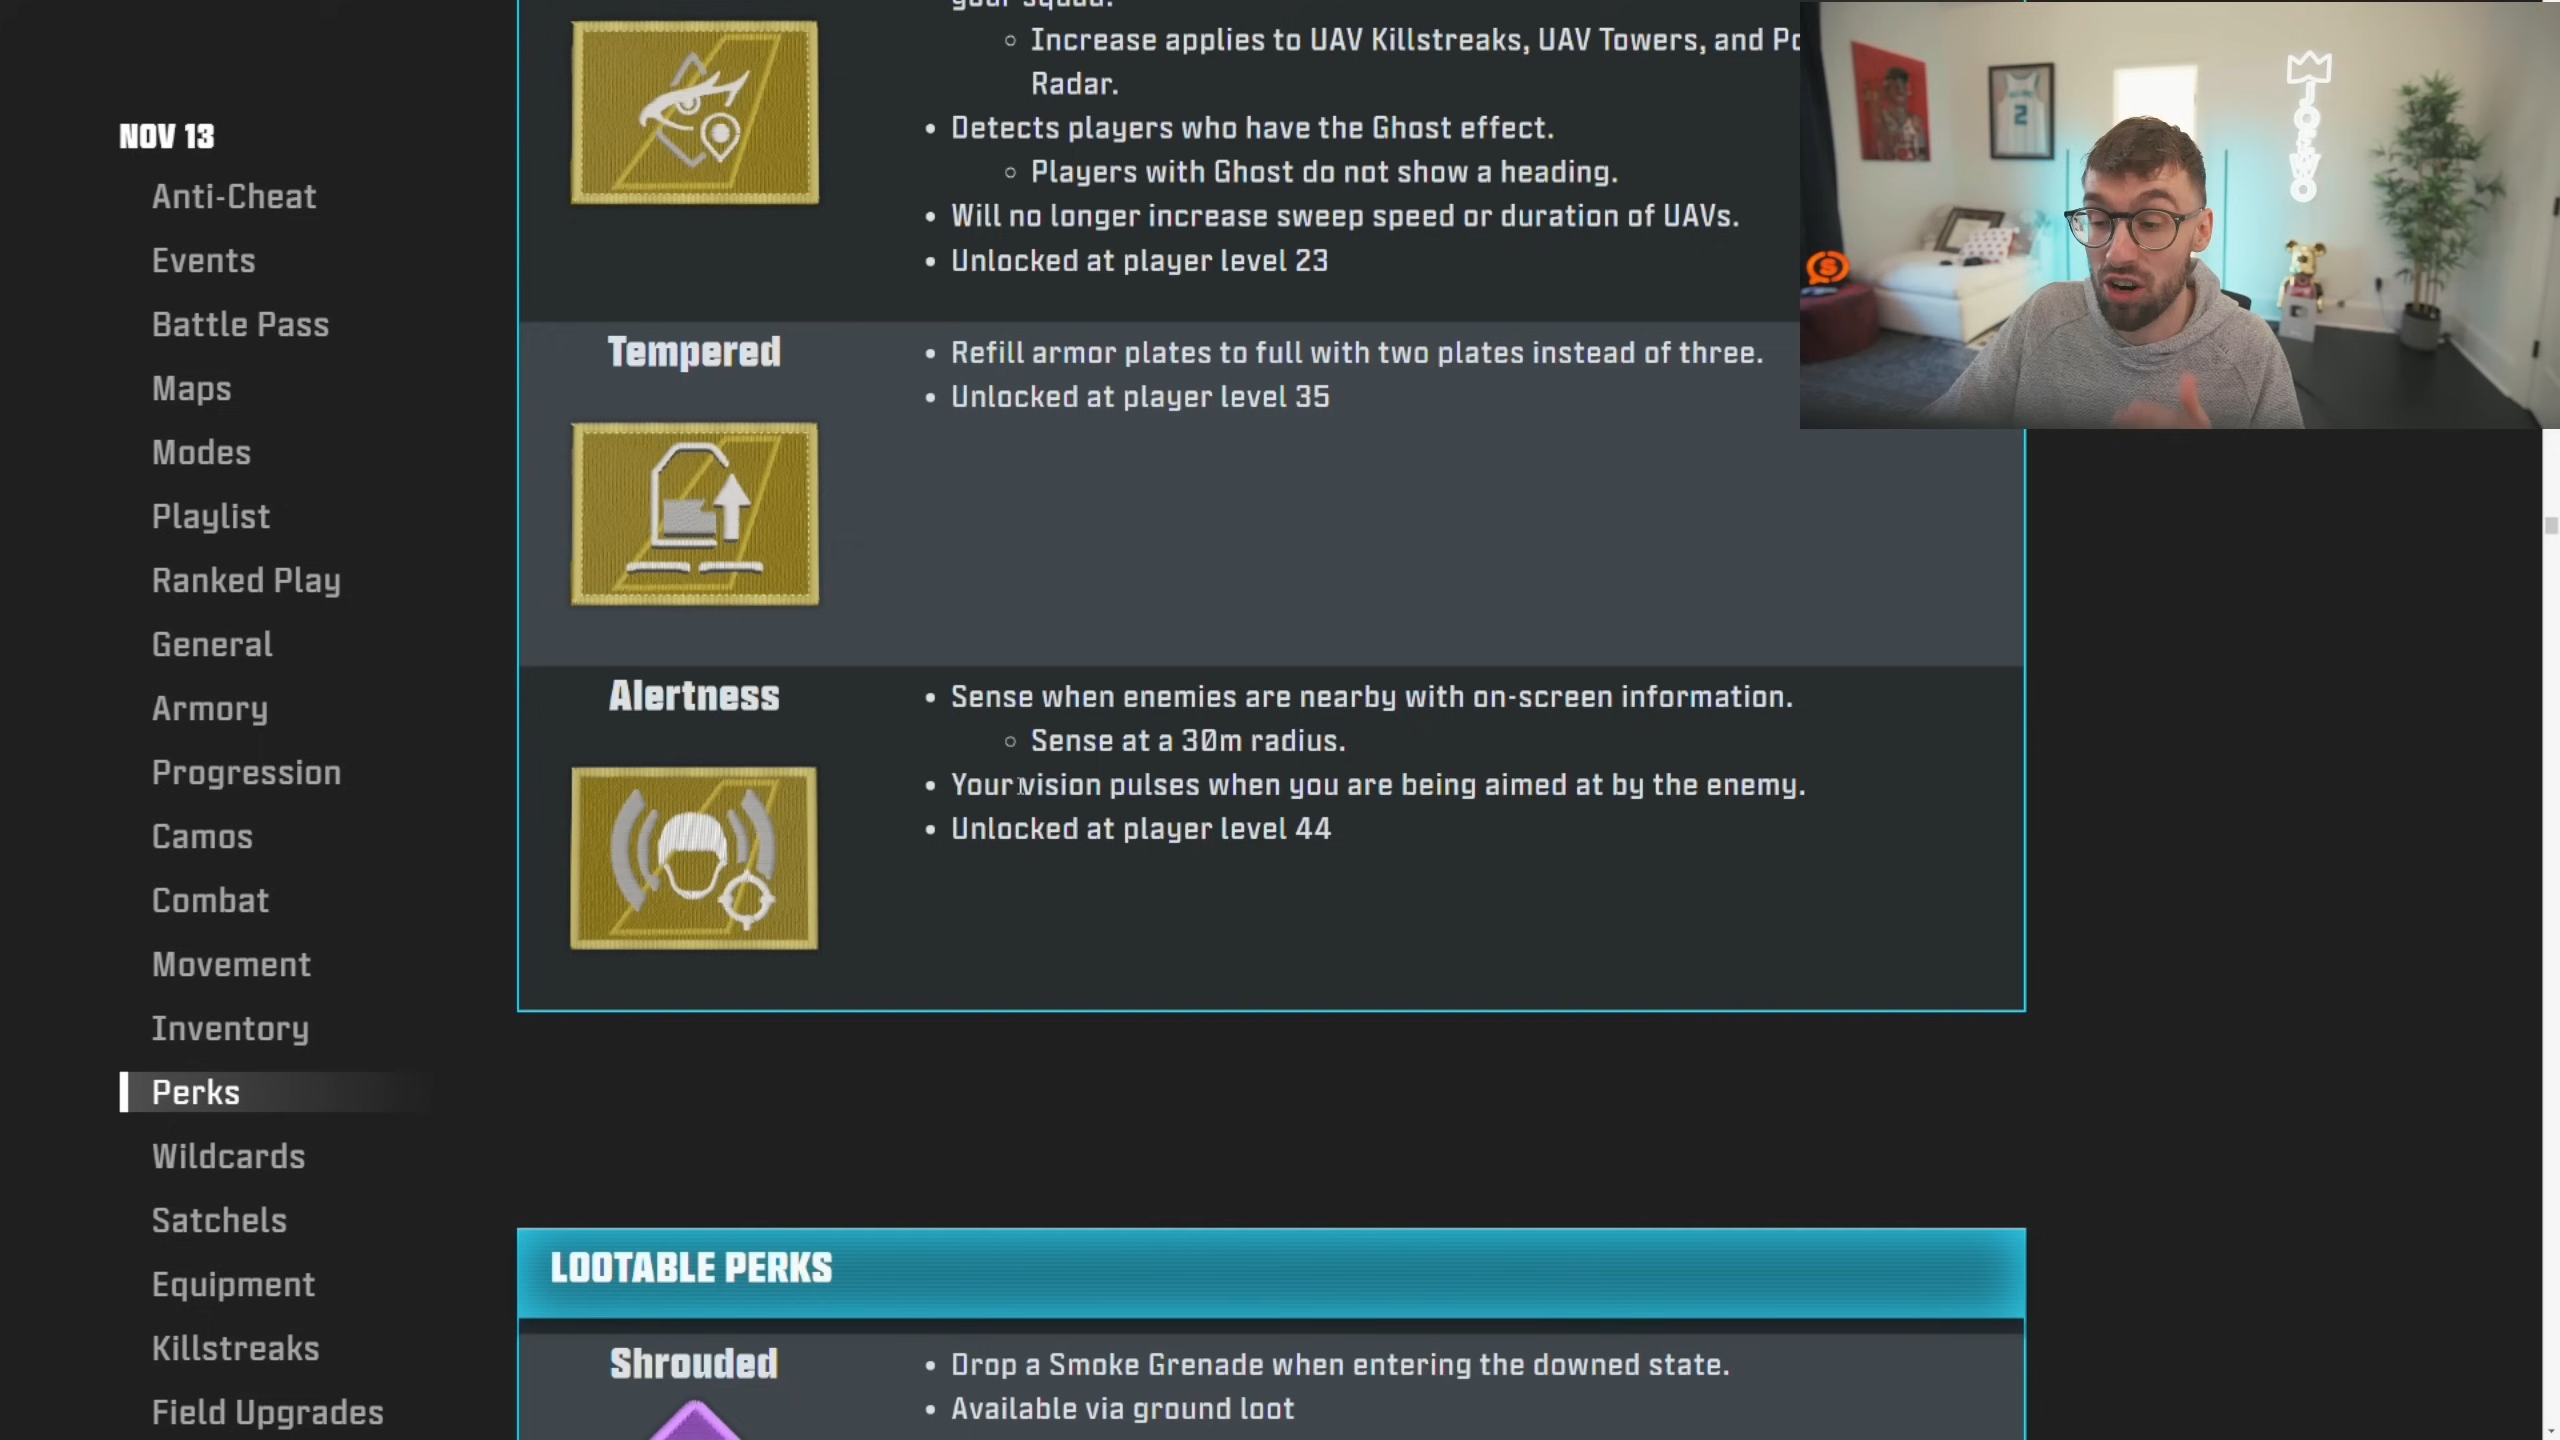 your squad.
Increase applies to UAV Killstreaks, UAV Towers, and Po
Radar.
NOV 13
Detects players who have the Ghost effect.
Players with Ghost do not show a heading.
Will no longer increase sweep speed or duration of UAVs.
Unlocked at player level 23
Anti-Cheat
Events
Battle Pass
Maps
Modes
Playlist
Ranked Play
General
Armory
Progression
Camos
Combat
Movement
Inventory
Perks
Wildcards
Satchels
Equipment
Killstreaks
Field Upgrades
Tempered
Refill armor plates to full with two plates instead of three.
Unlocked at player level 35
Alertness
Sense when enemies are nearby with on-screen information.
Sense at a 30m radius.
Your vision pulses when you are being aimed at by the enemy.
Unlocked at player level 44
LOOTABLE PERKS
Shrouded
Drop a Smoke Grenade when entering the downed state.
Available via ground loot
2
S